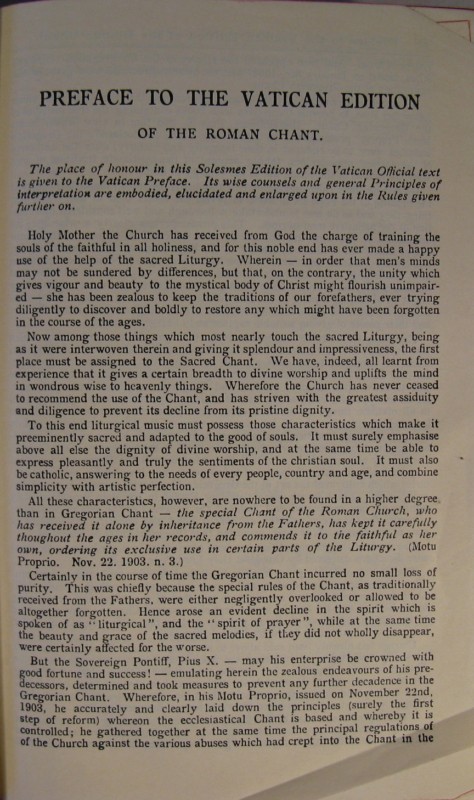 PREFACE TO THE VATICAN EDITION
OF THE ROMAN CHANT.
The place of honour in this Solesmes Edition of the Vatican Official text
is given to the Vatican Preface. Its wise counsels and general Principles of
interpretation are embodied, elucidated and enlarged upon in the Rules given
further on.
Holy Mother the Church has received from God the charge of training the
souls of the faithful in all holiness, and for this noble end has ever made a happy
use of the help of the sacred Liturgy. Wherein — in order that men's minds
may not be sundered by differences, but that, on the contrary, the unity which
gives vigour and beauty to the mystical body of Christ might flourish unimpair-
ed — she has been zealous to keep the traditions of our forefathers, ever trying
diligently to discover and boldly to restore any which might have been forgotten
in the course of the ages.
Now among those things which most nearly touch the sacred Liturgy, being
as it were interwoven therein and giving it splendour and impressiveness, the first
place must be assigned to the Sacred Chant. We have, indeed, all learnt from
experience that it gives a certain breadth to divine worship and uplifts the mind
in wondrous wise to heavenly things. Wherefore the Church has never ceased
to recommend the use of the Chant, and has striven with the greatest assiduity
and diligence to prevent its decline from its pristine dignity.
To this end liturgical music must possess those characteristics which make it
preeminently sacred and adapted to the good of souls. It must surely emphasise
above all else the dignity of divine worship, and at the same time be able to
express pleasantly and truly the sentiments of the christian soul. It must also
be catholic, answering to the needs of every people, country and age, and combine
simplicity with artistic perfection.
All these characteristics, however, are nowhere to be found in a higher degree
than in Gregorian Chant — the special Chant of the Roman Church, who
has received it alone by inheritance from the Fathers, has kept it carefully
thoughout the ages in her records, and commends it to the faithful as her
own, ordering its exclusive use in certain parts of the Liturgy. (Motu
Proprio. Nov. 22. 1903. n. 3.)
Certainly in the course of time the Gregorian Chant incurred no small loss of
purity. This was chiefly because the special rules of the Chant, as traditionally
received from the Fathers, were either negligently overlooked or allowed to be
altogether forgotten. Hence arose an evident decline in the spirit which is
spoken of as "liturgical", and the "spirit of prayer", while at the same time
the beauty and grace of the sacred melodies, if they did not wholly disappear,
were certainly affected for the worse.
But the Sovereign Pontiff, Pius X. — may his enterprise be crowned with
good fortune and success! — emulating herein the zealous endeavours of his pre-
decessors, determined and took measures to prevent any further decadence in the
Gregorian Chant. Wherefore, in his Motu Proprio, issued on November 22nd,
1903, he accurately and clearly laid down the principles (surely the first
step of reform) whereon the ecclesiastical Chant is based and whereby it is
controlled; he gathered together at the same time the principal regulations of
of the Church against the various abuses which had crept into the Chant in the